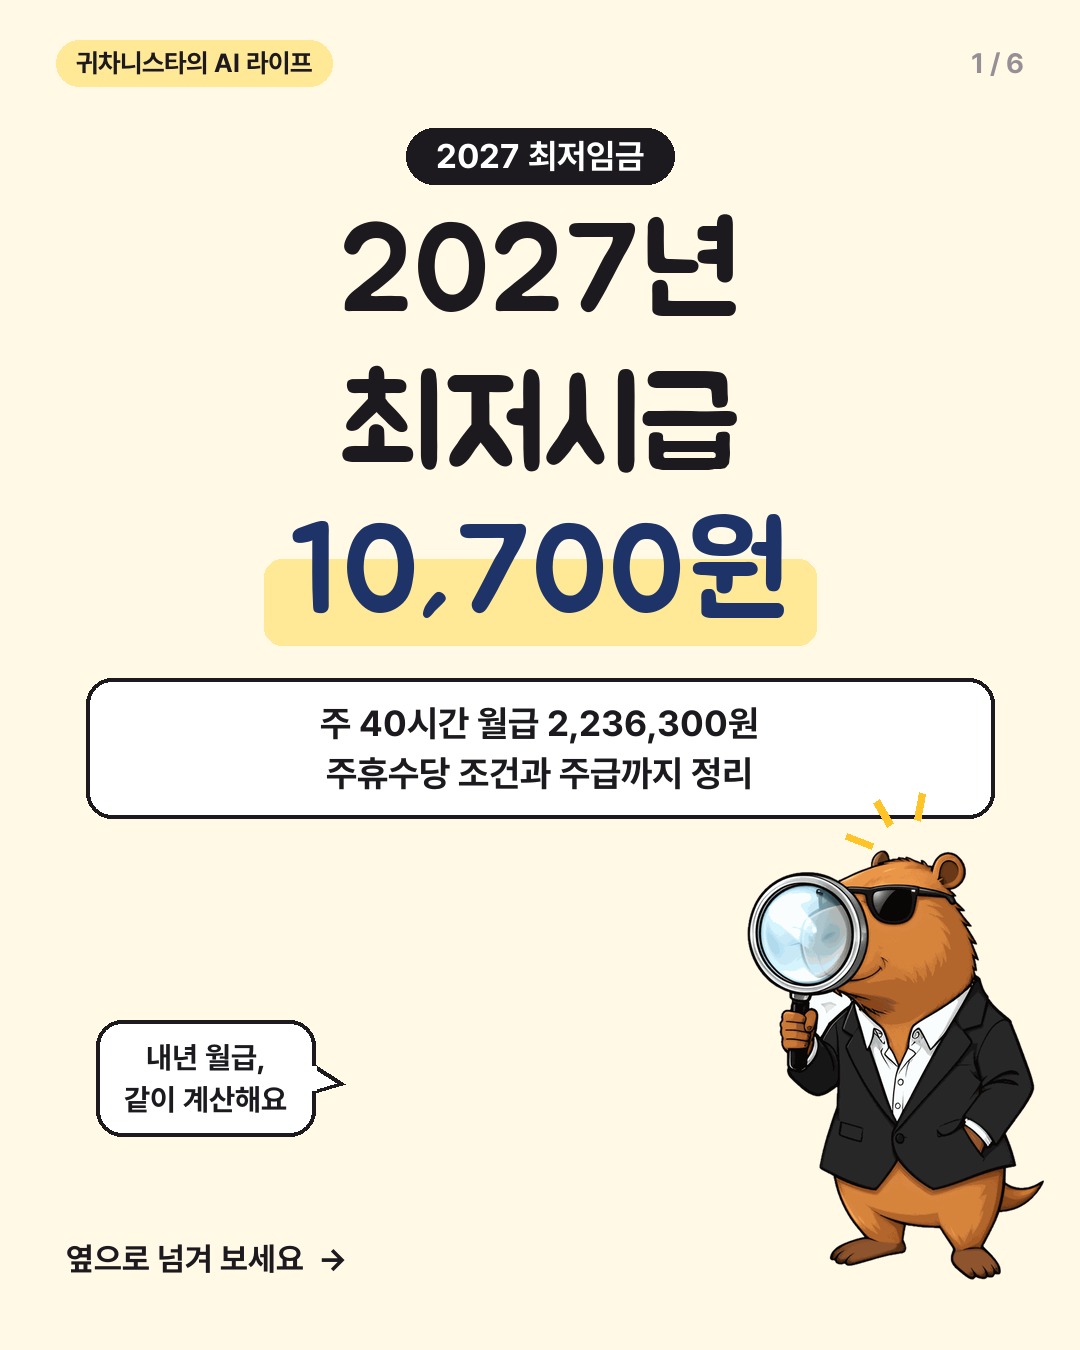 귀차니스타의 AI 라이프
1 / 6
2027 최저임금
2027년
최저시급
10,700원
주 40시간 월급 2,236,300원
주휴수당 조건과 주급까지 정리
내년 월급,
같이 계산해요
옆으로 넘겨 보세요 →